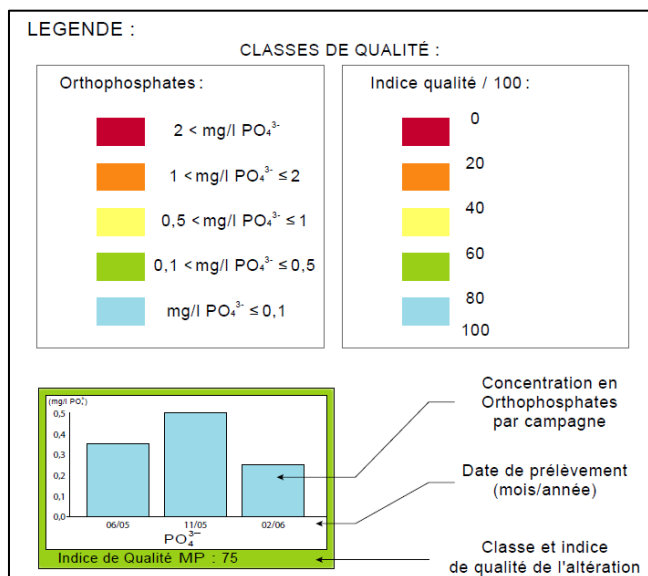 LEGENDE :
CLASSES DE QUALITÉ :
Orthophosphates :
2 < mg/l PO₄³⁻
1 < mg/l PO₄³⁻ ≤ 2
0,5 < mg/l PO₄³⁻ ≤ 1
0,1 < mg/l PO₄³⁻ ≤ 0,5
mg/l PO₄³⁻ ≤ 0,1
Indice qualité / 100 :
0
20
40
60
80
100
(mg/l PO₄³⁻)
0,5
0,4
0,3
0,2
0,1
0,0
06/05 11/05 02/06
PO₄³⁻
Indice de Qualité MP : 75
Concentration en
Orthophosphates
par campagne
Date de prélèvement
(mois/année)
Classe et indice
de qualité de l'altération